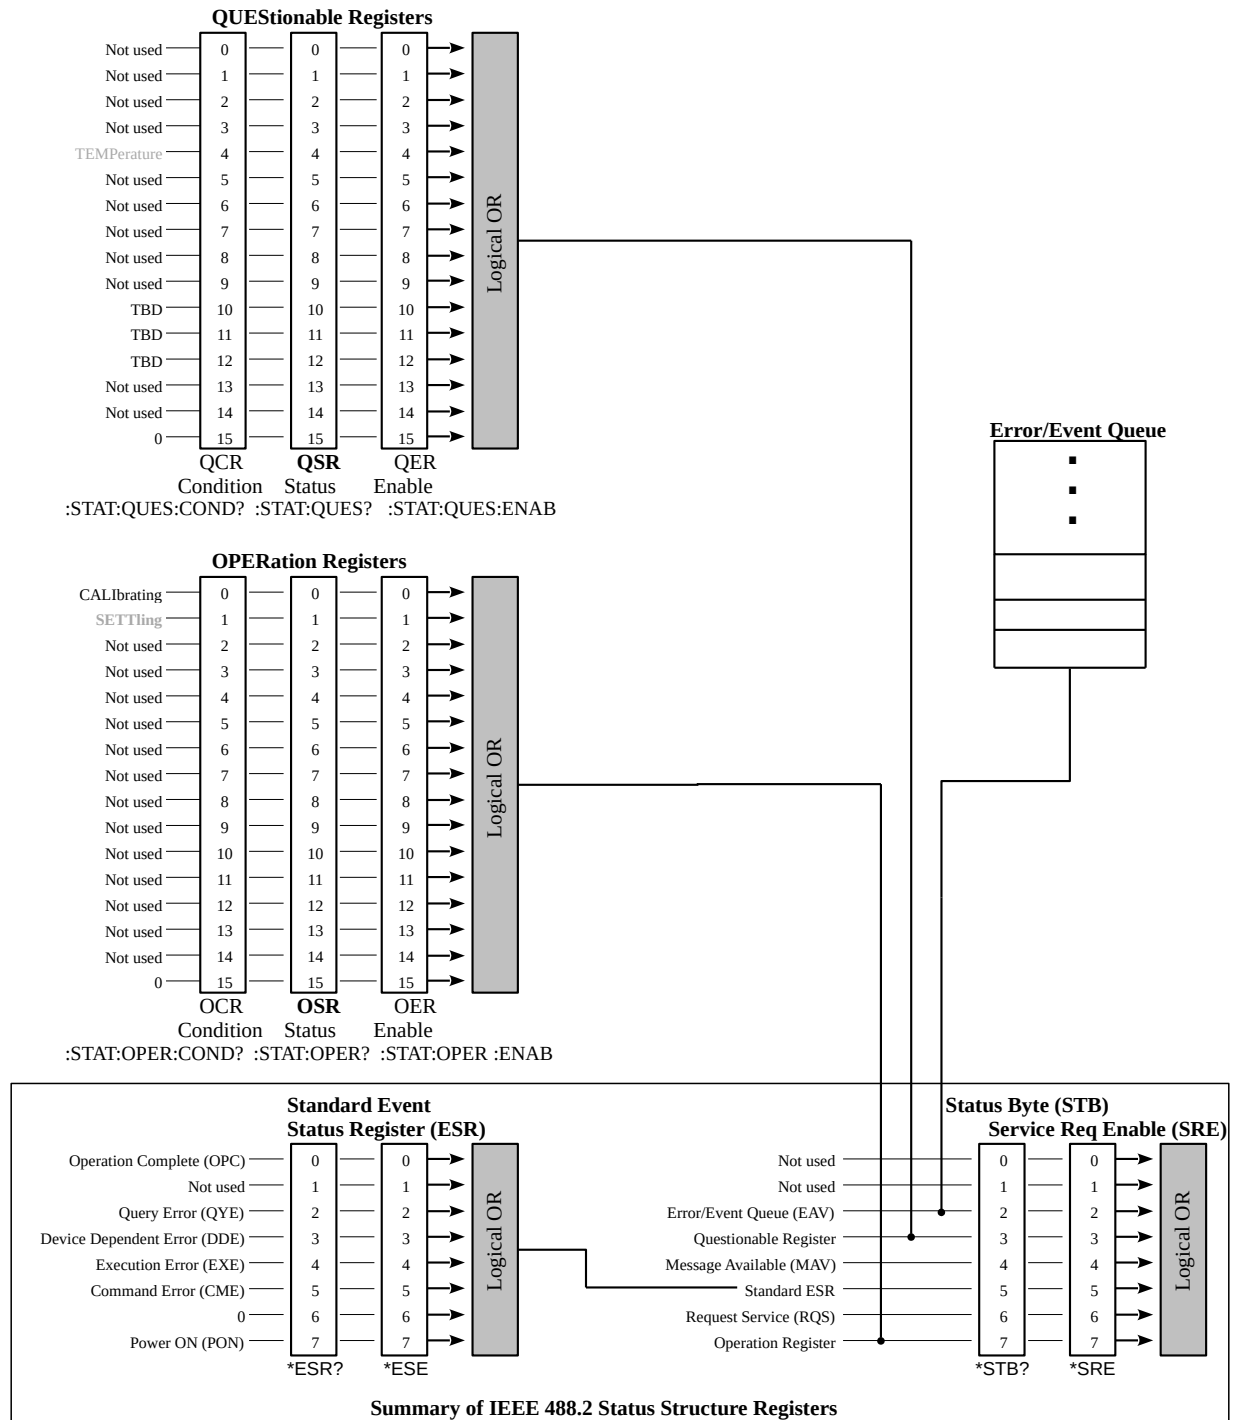 QUEStionable Registers
Not used 0 0 0
Not used 1 1 1
Not used 2 2 2
Not used 3 3 3
TEMPerature 4 4 4
Not used 5 5 5
Not used 6 6 6
Not used 7 7 7
Not used 8 8 8
Not used 9 9 9
TBD 10 10 10
TBD 11 11 11
TBD 12 12 12
Not used 13 13 13
Not used 14 14 14
0 15 15 15
Logical OR
QCR QSR QER
Condition Status Enable
:STAT:QUES:COND? :STAT:QUES? :STAT:QUES:ENAB
Error/Event Queue
OPERation Registers
CALIbrating 0 0 0
SETTling 1 1 1
Not used 2 2 2
Not used 3 3 3
Not used 4 4 4
Not used 5 5 5
Not used 6 6 6
Not used 7 7 7
Not used 8 8 8
Not used 9 9 9
Not used 10 10 10
Not used 11 11 11
Not used 12 12 12
Not used 13 13 13
Not used 14 14 14
0 15 15 15
Logical OR
OCR OSR OER
Condition Status Enable
:STAT:OPER:COND? :STAT:OPER? :STAT:OPER :ENAB
Standard Event
Status Register (ESR)
Operation Complete (OPC) 0 0
Not used 1 1
Query Error (QYE) 2 2
Device Dependent Error (DDE) 3 3
Execution Error (EXE) 4 4
Command Error (CME) 5 5
0 6 6
Power ON (PON) 7 7
Logical OR
*ESR? *ESE
Status Byte (STB)
Service Req Enable (SRE)
Not used 0 0
Not used 1 1
Error/Event Queue (EAV) 2 2
Questionable Register 3 3
Message Available (MAV) 4 4
Standard ESR 5 5
Request Service (RQS) 6 6
Operation Register 7 7
Logical OR
*STB? *SRE
Summary of IEEE 488.2 Status Structure Registers